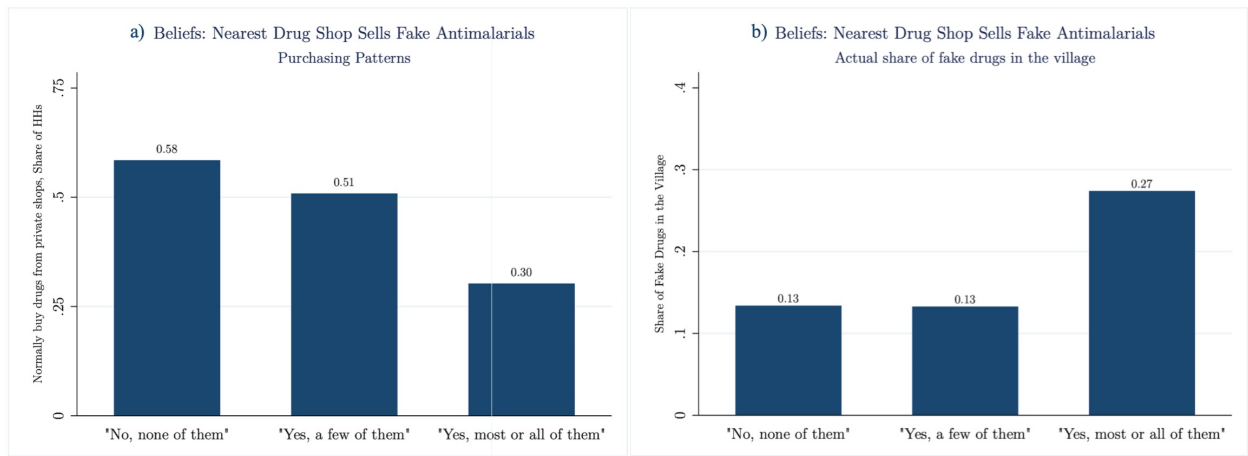 a) Beliefs: Nearest Drug Shop Sells Fake Antimalarials
Purchasing Patterns
Normally buy drugs from private shops, Share of HHs
.75
.5
.25
0
0.58
0.51
0.30
"No, none of them"
"Yes, a few of them"
"Yes, most or all of them"
b) Beliefs: Nearest Drug Shop Sells Fake Antimalarials
Actual share of fake drugs in the village
Share of Fake Drugs in the Village
.4
.3
.2
.1
0
0.13
0.13
0.27
"No, none of them"
"Yes, a few of them"
"Yes, most or all of them"